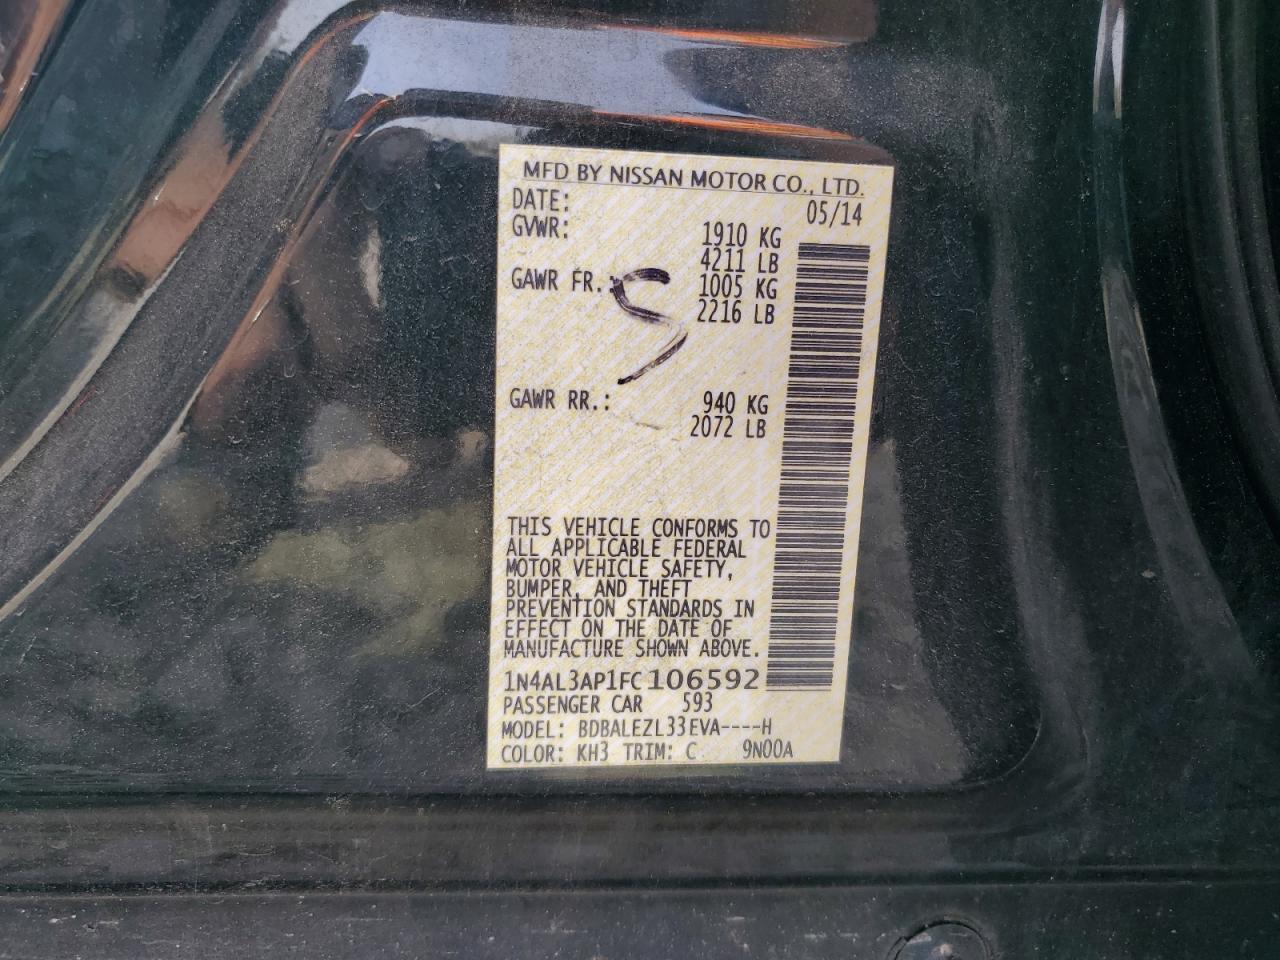 MFD BY NISSAN MOTOR CO., LTD.
DATE: 05/14
GVWR: 1910 KG
4211 LB
GAWR FR.: 1005 KG
2216 LB
S
GAWR RR.: 940 KG
2072 LB
THIS VEHICLE CONFORMS TO
ALL APPLICABLE FEDERAL
MOTOR VEHICLE SAFETY,
BUMPER, AND THEFT
PREVENTION STANDARDS IN
EFFECT ON THE DATE OF
MANUFACTURE SHOWN ABOVE.
1N4AL3AP1FC106592
PASSENGER CAR 593
MODEL: BDBALEZL33EVA----H
COLOR: KH3 TRIM: C 9N00A